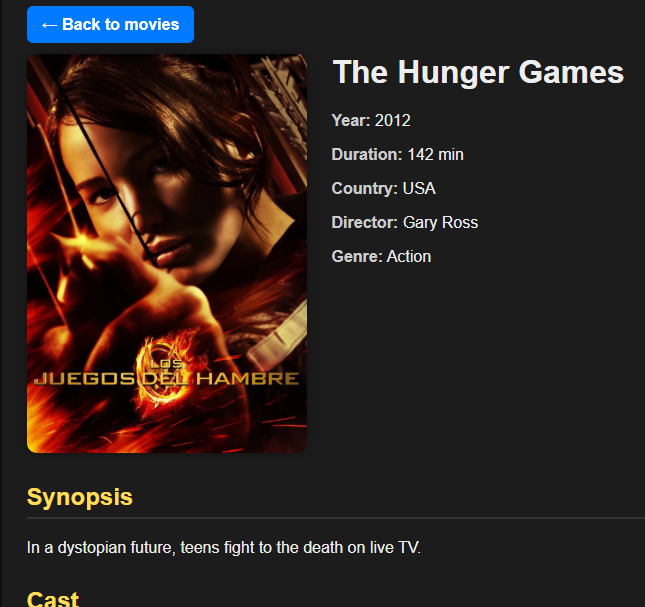 ← Back to movies
The Hunger Games
Year: 2012
Duration: 142 min
Country: USA
Director: Gary Ross
Genre: Action
LOS
JUEGOS DEL HAMBRE
Synopsis
In a dystopian future, teens fight to the death on live TV.
Cast